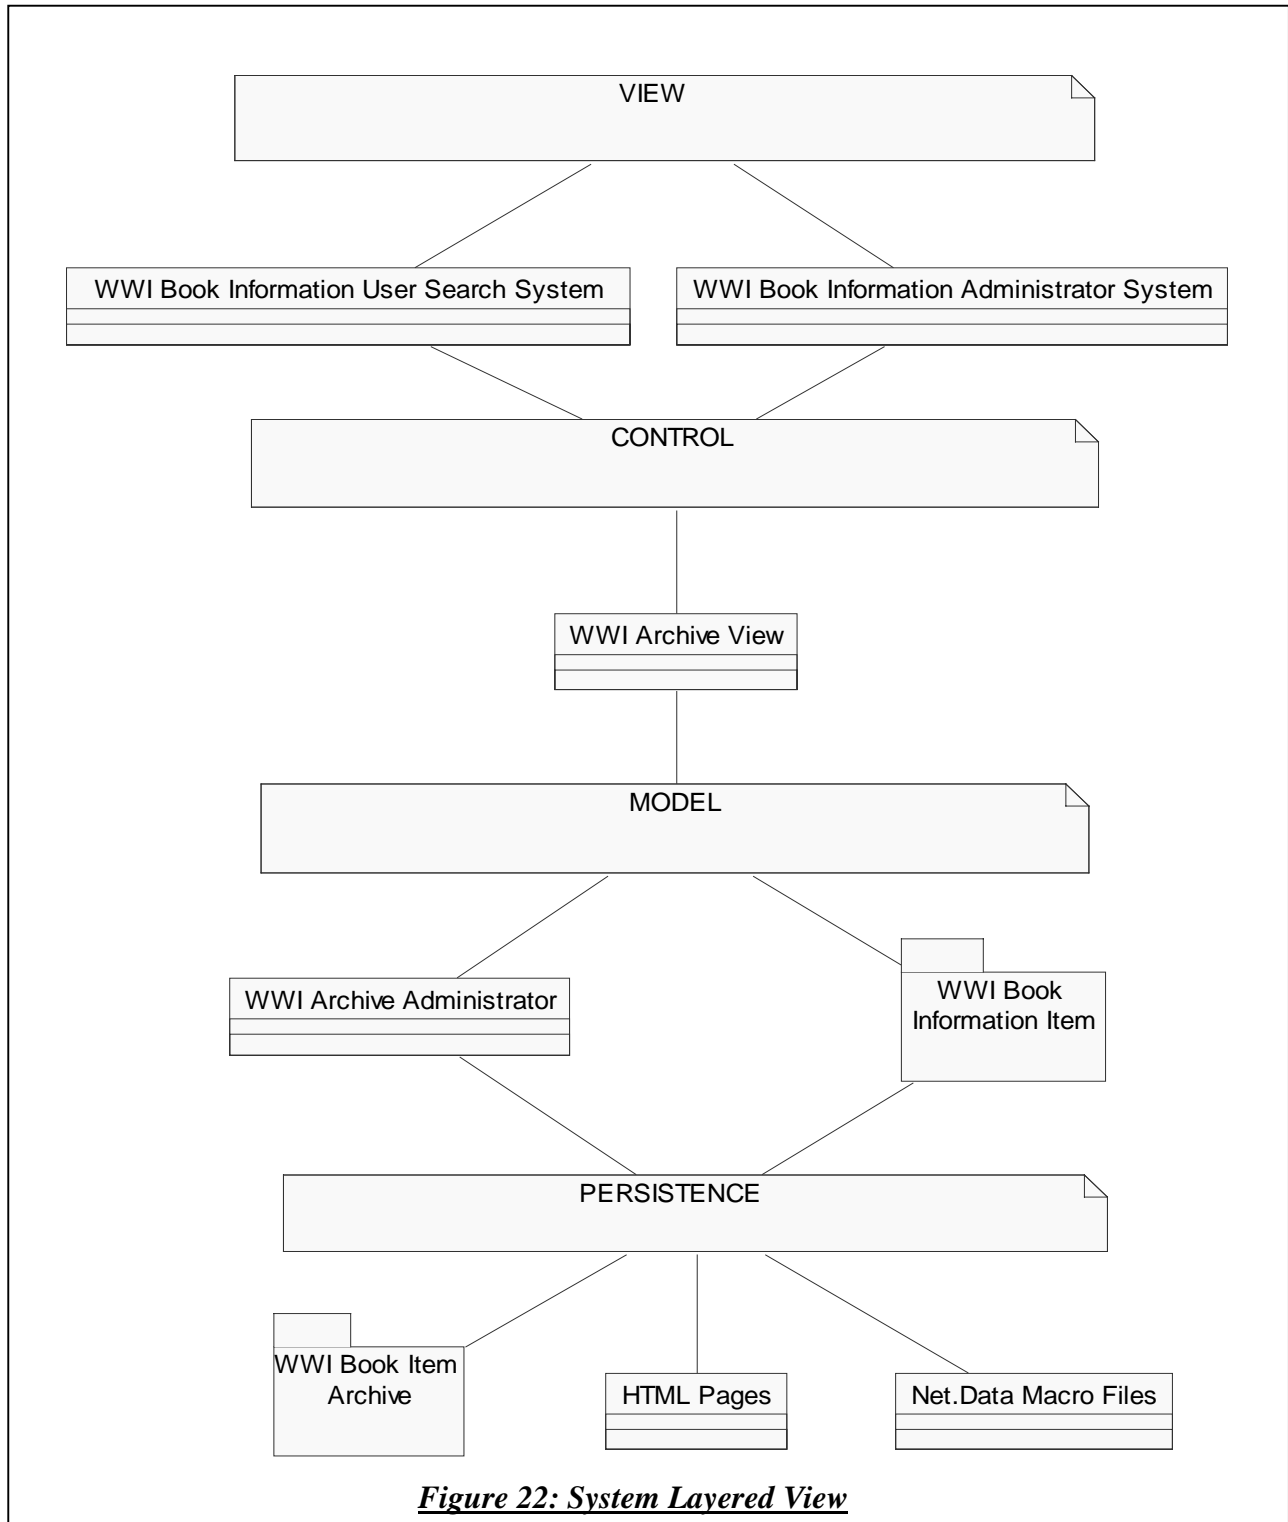 VIEW
WWI Book Information User Search System
WWI Book Information Administrator System
CONTROL
WWI Archive View
MODEL
WWI Archive Administrator
WWI Book
Information Item
PERSISTENCE
WWI Book Item
Archive
HTML Pages
Net.Data Macro Files
Figure 22: System Layered View